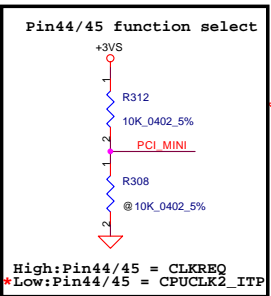 Pin44/45 function select
+3VS
1
R312
10K_0402_5%
2
PCI_MINI
1
R308
@10K_0402_5%
2
High:Pin44/45 = CLKREQ
*Low:Pin44/45 = CPUCLK2_ITP